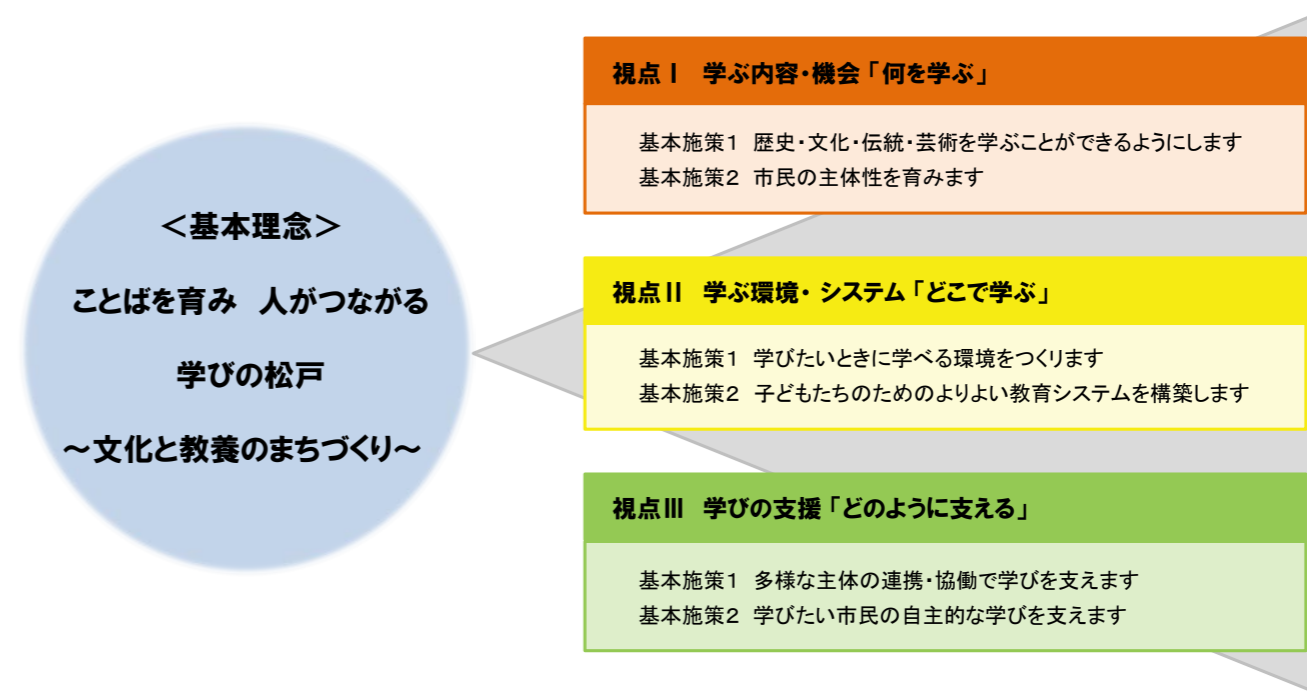 <基本理念>
ことばを育み 人がつながる
学びの松戸
～文化と教養のまちづくり～
視点Ⅰ 学ぶ内容・機会「何を学ぶ」
基本施策1 歴史・文化・伝統・芸術を学ぶことができるようにします
基本施策2 市民の主体性を育みます
視点Ⅱ 学ぶ環境・システム「どこで学ぶ」
基本施策1 学びたいときに学べる環境をつくります
基本施策2 子どもたちのためのよりよい教育システムを構築します
視点Ⅲ 学びの支援「どのように支える」
基本施策1 多様な主体の連携・協働で学びを支えます
基本施策2 学びたい市民の自主的な学びを支えます